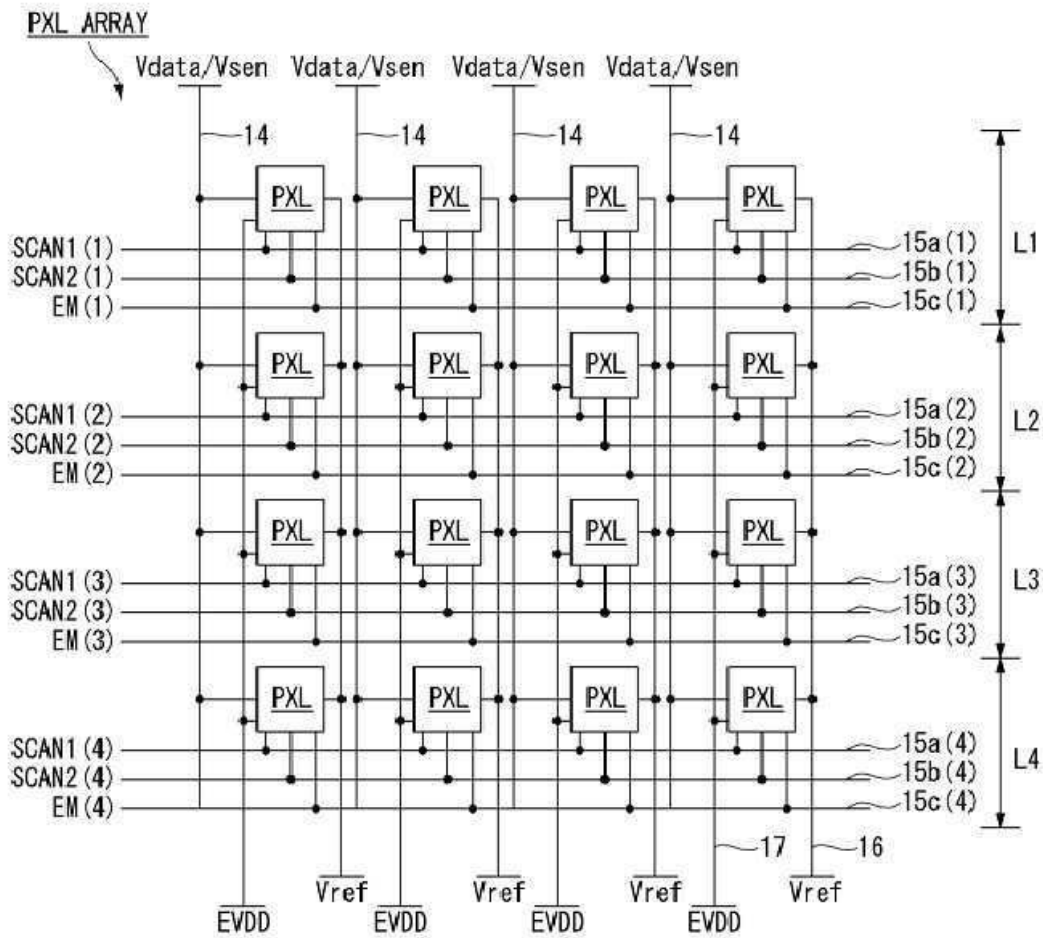 PXL ARRAY
Vdata/Vsen Vdata/Vsen Vdata/Vsen Vdata/Vsen
14 14 14 14
PXL PXL PXL PXL
SCAN1(1) 15a(1)
SCAN2(1) 15b(1) L1
EM(1) 15c(1)
PXL PXL PXL PXL
SCAN1(2) 15a(2)
SCAN2(2) 15b(2) L2
EM(2) 15c(2)
PXL PXL PXL PXL
SCAN1(3) 15a(3)
SCAN2(3) 15b(3) L3
EM(3) 15c(3)
PXL PXL PXL PXL
SCAN1(4) 15a(4)
SCAN2(4) 15b(4) L4
EM(4) 15c(4)
17 16
Vref Vref Vref Vref
EVDD EVDD EVDD EVDD